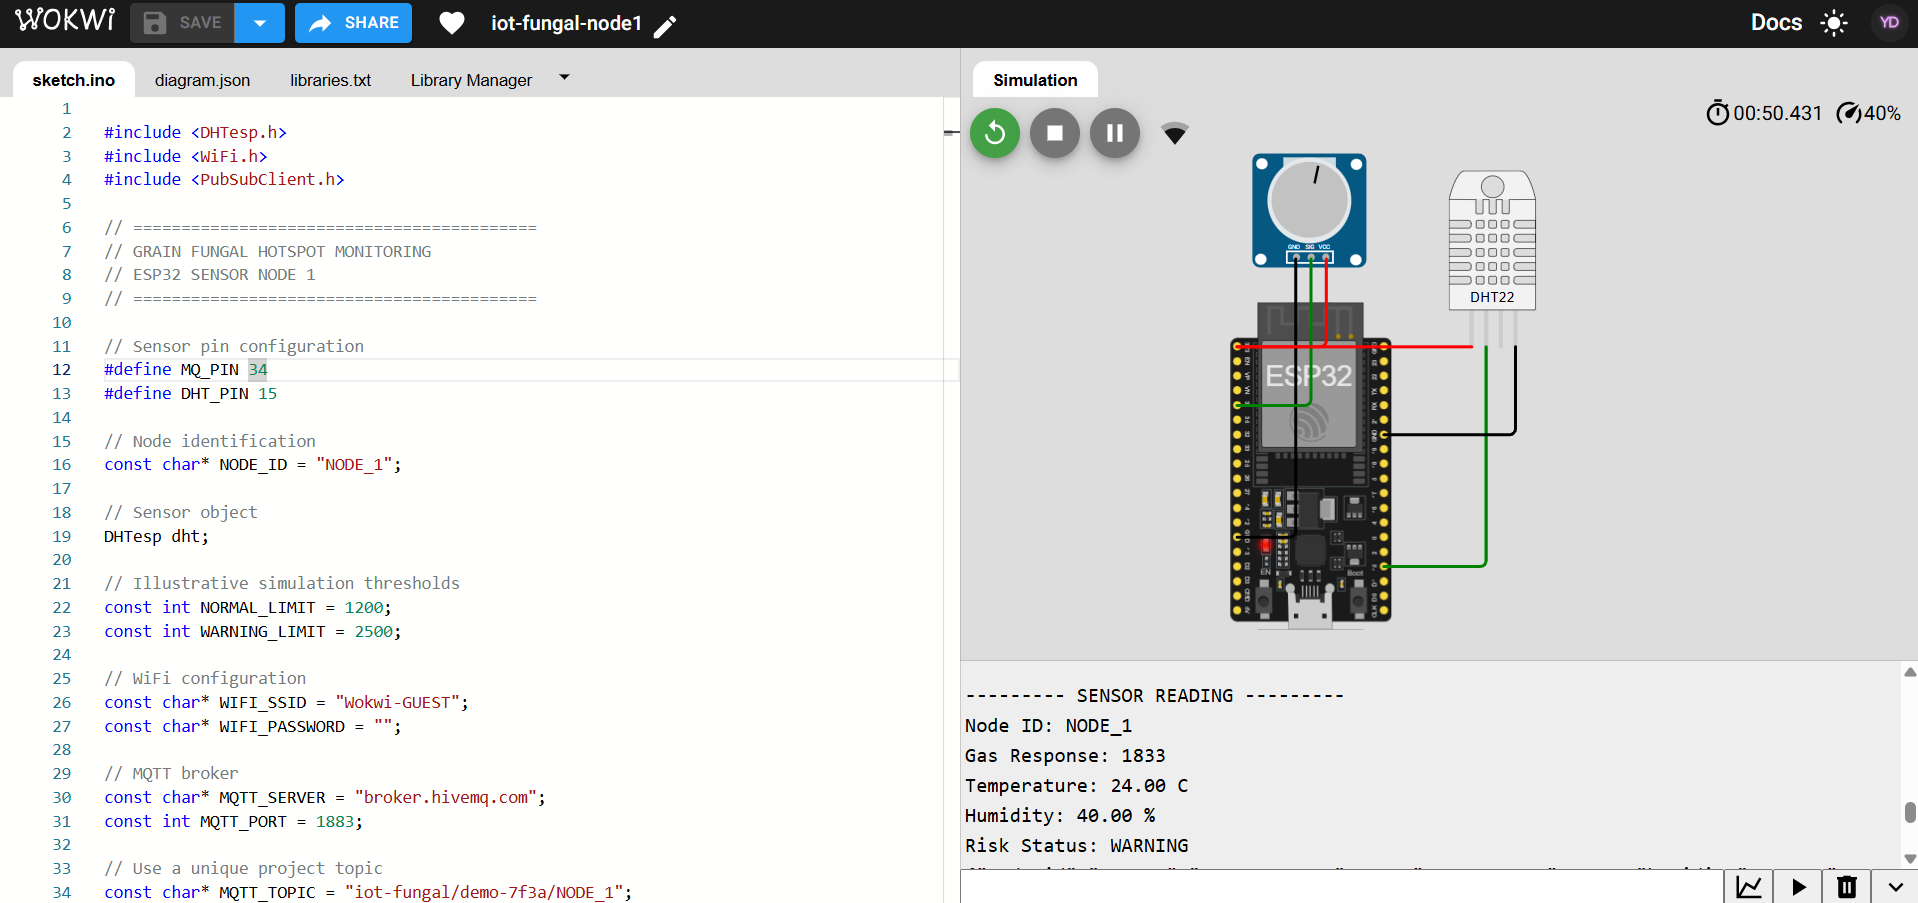 WOKWI
SAVE
SHARE
iot-fungal-node1
Docs
YD
sketch.ino
diagram.json
libraries.txt
Library Manager
1
2 #include <DHTesp.h>
3 #include <WiFi.h>
4 #include <PubSubClient.h>
5
6 // ==========================================
7 // GRAIN FUNGAL HOTSPOT MONITORING
8 // ESP32 SENSOR NODE 1
9 // ==========================================
10
11 // Sensor pin configuration
12 #define MQ_PIN 34
13 #define DHT_PIN 15
14
15 // Node identification
16 const char* NODE_ID = "NODE_1";
17
18 // Sensor object
19 DHTesp dht;
20
21 // Illustrative simulation thresholds
22 const int NORMAL_LIMIT = 1200;
23 const int WARNING_LIMIT = 2500;
24
25 // WiFi configuration
26 const char* WIFI_SSID = "Wokwi-GUEST";
27 const char* WIFI_PASSWORD = "";
28
29 // MQTT broker
30 const char* MQTT_SERVER = "broker.hivemq.com";
31 const int MQTT_PORT = 1883;
32
33 // Use a unique project topic
34 const char* MQTT_TOPIC = "iot-fungal/demo-7f3a/NODE_1";
Simulation
00:50.431
40%
GND SIG VCC
DHT22
ESP32
EN
Boot
--------- SENSOR READING ---------
Node ID: NODE_1
Gas Response: 1833
Temperature: 24.00 C
Humidity: 40.00 %
Risk Status: WARNING